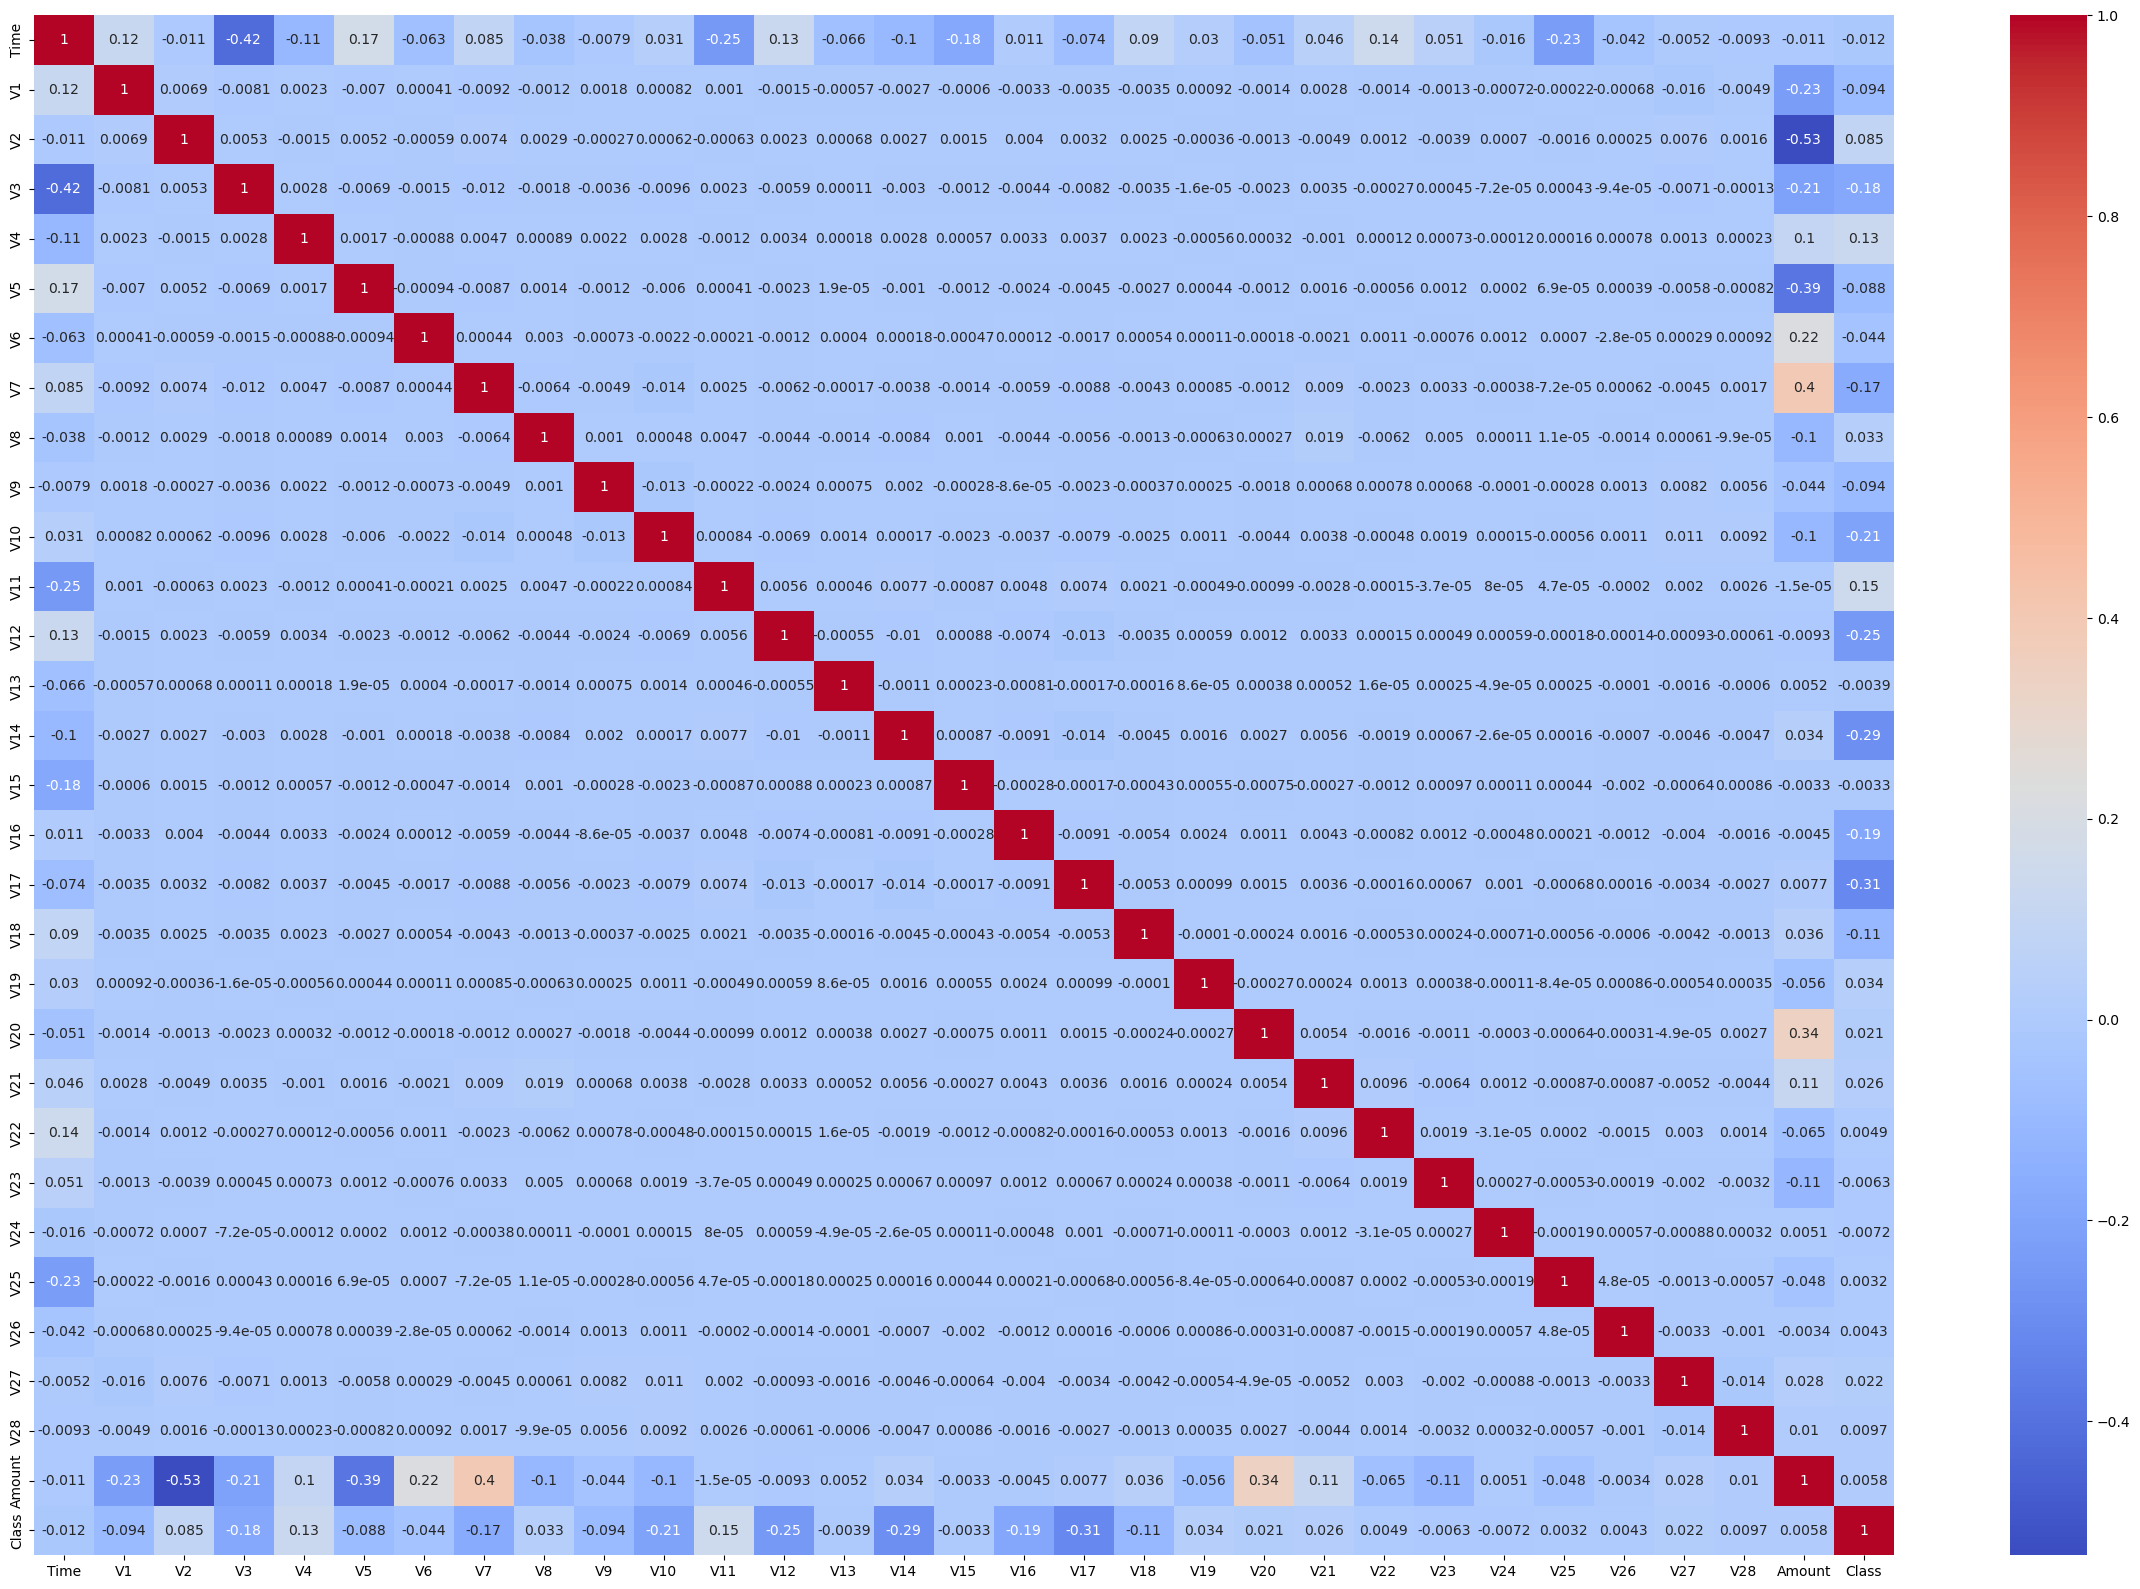 Time 1 0.12 -0.011 -0.42 -0.11 0.17 -0.063 0.085 -0.038 -0.0079 0.031 -0.25 0.13 -0.066 -0.1 -0.18 0.011 -0.074 0.09 0.03 -0.051 0.046 0.14 0.051 -0.016 -0.23 -0.042 -0.0052 -0.0093 -0.011 -0.012
V1 0.12 1 0.0069 -0.0081 0.0023 -0.007 0.00041 -0.0092 -0.0012 0.0018 0.00082 0.001 -0.0015 -0.00057 -0.0027 -0.0006 -0.0033 -0.0035 -0.0035 0.00092 -0.0014 0.0028 -0.0014 -0.0013 -0.00072 -0.00022 -0.00068 -0.016 -0.0049 -0.23 -0.094
V2 -0.011 0.0069 1 0.0053 -0.0015 0.0052 -0.00059 0.0074 0.0029 -0.00027 0.00062 -0.00063 0.0023 0.00068 0.0027 0.0015 0.004 0.0032 0.0025 -0.00036 -0.0013 -0.0049 0.0012 -0.0039 0.0007 -0.0016 0.00025 0.0076 0.0016 -0.53 0.085
V3 -0.42 -0.0081 0.0053 1 0.0028 -0.0069 -0.0015 -0.012 -0.0018 -0.0036 -0.0096 0.0023 -0.0059 0.00011 -0.003 -0.0012 -0.0044 -0.0082 -0.0035 -1.6e-05 -0.0023 0.0035 -0.00027 0.00045 -7.2e-05 0.00043 -9.4e-05 -0.0071 -0.00013 -0.21 -0.18
V4 -0.11 0.0023 -0.0015 0.0028 1 0.0017 -0.00088 0.0047 0.00089 0.0022 0.0028 -0.0012 0.0034 0.00018 0.0028 0.00057 0.0033 0.0037 0.0023 -0.00056 0.00032 -0.001 0.00012 0.00073 -0.00012 0.00016 0.00078 0.0013 0.00023 0.1 0.13
V5 0.17 -0.007 0.0052 -0.0069 0.0017 1 -0.00094 -0.0087 0.0014 -0.0012 -0.006 0.00041 -0.0023 1.9e-05 -0.001 -0.0012 -0.0024 -0.0045 -0.0027 0.00044 -0.0012 0.0016 -0.00056 0.0012 0.0002 6.9e-05 0.00039 -0.0058 -0.00082 -0.39 -0.088
V6 -0.063 0.00041 -0.00059 -0.0015 -0.00088 -0.00094 1 0.00044 0.003 -0.00073 -0.0022 -0.00021 -0.0012 0.0004 0.00018 -0.00047 0.00012 -0.0017 0.00054 0.00011 -0.00018 -0.0021 0.0011 -0.00076 0.0012 0.0007 -2.8e-05 0.00029 0.00092 0.22 -0.044
V7 0.085 -0.0092 0.0074 -0.012 0.0047 -0.0087 0.00044 1 -0.0064 -0.0049 -0.014 0.0025 -0.0062 -0.00017 -0.0038 -0.0014 -0.0059 -0.0088 -0.0043 0.00085 -0.0012 0.009 -0.0023 0.0033 -0.00038 -7.2e-05 0.00062 -0.0045 0.0017 0.4 -0.17
V8 -0.038 -0.0012 0.0029 -0.0018 0.00089 0.0014 0.003 -0.0064 1 0.001 0.00048 0.0047 -0.0044 -0.0014 -0.0084 0.001 -0.0044 -0.0056 -0.0013 -0.00063 0.00027 0.019 -0.0062 0.005 0.00011 1.1e-05 -0.0014 0.00061 -9.9e-05 -0.1 0.033
V9 -0.0079 0.0018 -0.00027 -0.0036 0.0022 -0.0012 -0.00073 -0.0049 0.001 1 -0.013 -0.00022 -0.0024 0.00075 0.002 -0.00028 -8.6e-05 -0.0023 -0.00037 0.00025 -0.0018 0.00068 0.00078 0.00068 -0.0001 -0.00028 0.0013 0.0082 0.0056 -0.044 -0.094
V10 0.031 0.00082 0.00062 -0.0096 0.0028 -0.006 -0.0022 -0.014 0.00048 -0.013 1 0.00084 -0.0069 0.0014 0.00017 -0.0023 -0.0037 -0.0079 -0.0025 0.0011 -0.0044 0.0038 -0.00048 0.0019 0.00015 -0.00056 0.0011 0.011 0.0092 -0.1 -0.21
V11 -0.25 0.001 -0.00063 0.0023 -0.0012 0.00041 -0.00021 0.0025 0.0047 -0.00022 0.00084 1 0.0056 0.00046 0.0077 -0.00087 0.0048 0.0074 0.0021 -0.00049 -0.00099 -0.0028 -0.00015 -3.7e-05 8e-05 4.7e-05 -0.0002 0.002 0.0026 -1.5e-05 0.15
V12 0.13 -0.0015 0.0023 -0.0059 0.0034 -0.0023 -0.0012 -0.0062 -0.0044 -0.0024 -0.0069 0.0056 1 -0.00055 -0.01 0.00088 -0.0074 -0.013 -0.0035 0.00059 0.0012 0.0033 0.00015 0.00049 0.00059 -0.00018 -0.00014 -0.00093 -0.00061 -0.0093 -0.25
V13 -0.066 -0.00057 0.00068 0.00011 0.00018 1.9e-05 0.0004 -0.00017 -0.0014 0.00075 0.0014 0.00046 -0.00055 1 -0.0011 0.00023 -0.00081 -0.00017 -0.00016 8.6e-05 0.00038 0.00052 1.6e-05 0.00025 -4.9e-05 0.00025 -0.0001 -0.0016 -0.0006 0.0052 -0.0039
V14 -0.1 -0.0027 0.0027 -0.003 0.0028 -0.001 0.00018 -0.0038 -0.0084 0.002 0.00017 0.0077 -0.01 -0.0011 1 0.00087 -0.0091 -0.014 -0.0045 0.0016 0.0027 0.0056 -0.0019 0.00067 -2.6e-05 0.00016 -0.0007 -0.0046 -0.0047 0.034 -0.29
V15 -0.18 -0.0006 0.0015 -0.0012 0.00057 -0.0012 -0.00047 -0.0014 0.001 -0.00028 -0.0023 -0.00087 0.00088 0.00023 0.00087 1 -0.00028 -0.00017 -0.00043 0.00055 -0.00075 -0.00027 -0.0012 0.00097 0.00011 0.00044 -0.002 -0.00064 0.00086 -0.0033 -0.0033
V16 0.011 -0.0033 0.004 -0.0044 0.0033 -0.0024 0.00012 -0.0059 -0.0044 -8.6e-05 -0.0037 0.0048 -0.0074 -0.00081 -0.0091 -0.00028 1 -0.0091 -0.0054 0.0024 0.0011 0.0043 -0.00082 0.0012 -0.00048 0.00021 -0.0012 -0.004 -0.0016 -0.0045 -0.19
V17 -0.074 -0.0035 0.0032 -0.0082 0.0037 -0.0045 -0.0017 -0.0088 -0.0056 -0.0023 -0.0079 0.0074 -0.013 -0.00017 -0.014 -0.00017 -0.0091 1 -0.0053 0.00099 0.0015 0.0036 -0.00016 0.00067 0.001 -0.00068 0.00016 -0.0034 -0.0027 0.0077 -0.31
V18 0.09 -0.0035 0.0025 -0.0035 0.0023 -0.0027 0.00054 -0.0043 -0.0013 -0.00037 -0.0025 0.0021 -0.0035 -0.00016 -0.0045 -0.00043 -0.0054 -0.0053 1 -0.0001 -0.00024 0.0016 -0.00053 0.00024 -0.00071 -0.00056 -0.0006 -0.0042 -0.0013 0.036 -0.11
V19 0.03 0.00092 -0.00036 -1.6e-05 -0.00056 0.00044 0.00011 0.00085 -0.00063 0.00025 0.0011 -0.00049 0.00059 8.6e-05 0.0016 0.00055 0.0024 0.00099 -0.0001 1 -0.00027 0.00024 0.0013 0.00038 -0.00011 -8.4e-05 0.00086 -0.00054 0.00035 -0.056 0.034
V20 -0.051 -0.0014 -0.0013 -0.0023 0.00032 -0.0012 -0.00018 -0.0012 0.00027 -0.0018 -0.0044 -0.00099 0.0012 0.00038 0.0027 -0.00075 0.0011 0.0015 -0.00024 -0.00027 1 0.0054 -0.0016 -0.0011 -0.0003 -0.00064 -0.00031 -4.9e-05 0.0027 0.34 0.021
V21 0.046 0.0028 -0.0049 0.0035 -0.001 0.0016 -0.0021 0.009 0.019 0.00068 0.0038 -0.0028 0.0033 0.00052 0.0056 -0.00027 0.0043 0.0036 0.0016 0.00024 0.0054 1 0.0096 -0.0064 0.0012 -0.00087 -0.00087 -0.0052 -0.0044 0.11 0.026
V22 0.14 -0.0014 0.0012 -0.00027 0.00012 -0.00056 0.0011 -0.0023 -0.0062 0.00078 -0.00048 -0.00015 0.00015 1.6e-05 -0.0019 -0.0012 -0.00082 -0.00016 -0.00053 0.0013 -0.0016 0.0096 1 0.0019 -3.1e-05 0.0002 -0.0015 0.003 0.0014 -0.065 0.0049
V23 0.051 -0.0013 -0.0039 0.00045 0.00073 0.0012 -0.00076 0.0033 0.005 0.00068 0.0019 -3.7e-05 0.00049 0.00025 0.00067 0.00097 0.0012 0.00067 0.00024 0.00038 -0.0011 -0.0064 0.0019 1 0.00027 -0.00053 -0.00019 -0.002 -0.0032 -0.11 -0.0063
V24 -0.016 -0.00072 0.0007 -7.2e-05 -0.00012 0.0002 0.0012 -0.00038 0.00011 -0.0001 0.00015 8e-05 0.00059 -4.9e-05 -2.6e-05 0.00011 -0.00048 0.001 -0.00071 -0.00011 -0.0003 0.0012 -3.1e-05 0.00027 1 -0.00019 0.00057 -0.00088 0.00032 0.0051 -0.0072
V25 -0.23 -0.00022 -0.0016 0.00043 0.00016 6.9e-05 0.0007 -7.2e-05 1.1e-05 -0.00028 -0.00056 4.7e-05 -0.00018 0.00025 0.00016 0.00044 0.00021 -0.00068 -0.00056 -8.4e-05 -0.00064 -0.00087 0.0002 -0.00053 -0.00019 1 4.8e-05 -0.0013 -0.00057 -0.048 0.0032
V26 -0.042 -0.00068 0.00025 -9.4e-05 0.00078 0.00039 -2.8e-05 0.00062 -0.0014 0.0013 0.0011 -0.0002 -0.00014 -0.0001 -0.0007 -0.002 -0.0012 0.00016 -0.0006 0.00086 -0.00031 -0.00087 -0.0015 -0.00019 0.00057 4.8e-05 1 -0.0033 -0.001 -0.0034 0.0043
V27 -0.0052 -0.016 0.0076 -0.0071 0.0013 -0.0058 0.00029 -0.0045 0.00061 0.0082 0.011 0.002 -0.00093 -0.0016 -0.0046 -0.00064 -0.004 -0.0034 -0.0042 -0.00054 -4.9e-05 -0.0052 0.003 -0.002 -0.00088 -0.0013 -0.0033 1 -0.014 0.028 0.022
V28 -0.0093 -0.0049 0.0016 -0.00013 0.00023 -0.00082 0.00092 0.0017 -9.9e-05 0.0056 0.0092 0.0026 -0.00061 -0.0006 -0.0047 0.00086 -0.0016 -0.0027 -0.0013 0.00035 0.0027 -0.0044 0.0014 -0.0032 0.00032 -0.00057 -0.001 -0.014 1 0.01 0.0097
Amount -0.011 -0.23 -0.53 -0.21 0.1 -0.39 0.22 0.4 -0.1 -0.044 -0.1 -1.5e-05 -0.0093 0.0052 0.034 -0.0033 -0.0045 0.0077 0.036 -0.056 0.34 0.11 -0.065 -0.11 0.0051 -0.048 -0.0034 0.028 0.01 1 0.0058
Class -0.012 -0.094 0.085 -0.18 0.13 -0.088 -0.044 -0.17 0.033 -0.094 -0.21 0.15 -0.25 -0.0039 -0.29 -0.0033 -0.19 -0.31 -0.11 0.034 0.021 0.026 0.0049 -0.0063 -0.0072 0.0032 0.0043 0.022 0.0097 0.0058 1
Time V1 V2 V3 V4 V5 V6 V7 V8 V9 V10 V11 V12 V13 V14 V15 V16 V17 V18 V19 V20 V21 V22 V23 V24 V25 V26 V27 V28 Amount Class
1.0
0.8
0.6
0.4
0.2
0.0
−0.2
−0.4